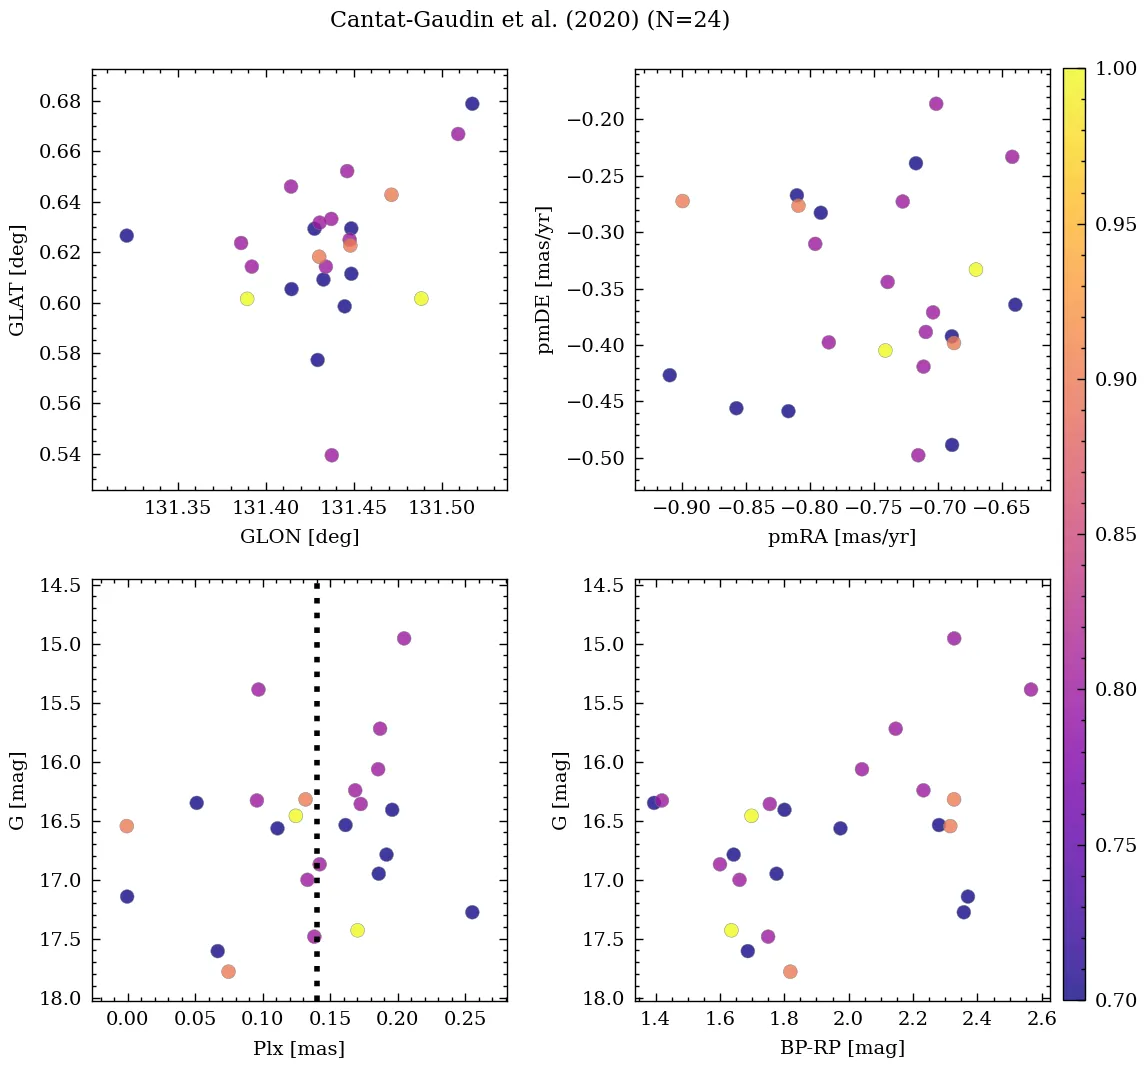 Cantat-Gaudin et al. (2020) (N=24)
0.68
0.66
0.64
0.62
0.60
0.58
0.56
0.54
GLAT [deg]
131.35 131.40 131.45 131.50
GLON [deg]
−0.20
−0.25
−0.30
−0.35
−0.40
−0.45
−0.50
pmDE [mas/yr]
−0.90 −0.85 −0.80 −0.75 −0.70 −0.65
pmRA [mas/yr]
14.5
15.0
15.5
16.0
16.5
17.0
17.5
18.0
G [mag]
0.00 0.05 0.10 0.15 0.20 0.25
Plx [mas]
14.5
15.0
15.5
16.0
16.5
17.0
17.5
18.0
G [mag]
1.4 1.6 1.8 2.0 2.2 2.4 2.6
BP-RP [mag]
1.00
0.95
0.90
0.85
0.80
0.75
0.70